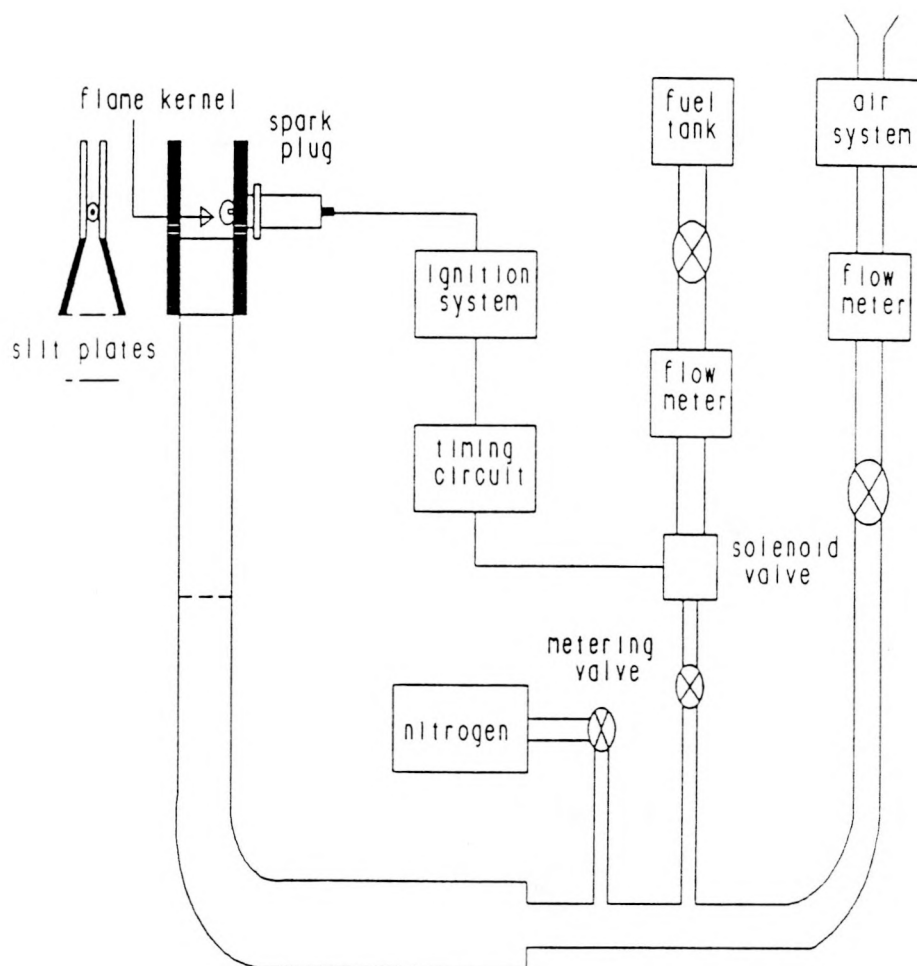 flame kernel
spark
plug
fuel
tank
air
system
ignition
system
flow
meter
slit plates
flow
meter
timing
circuit
solenoid
valve
metering
valve
nitrogen